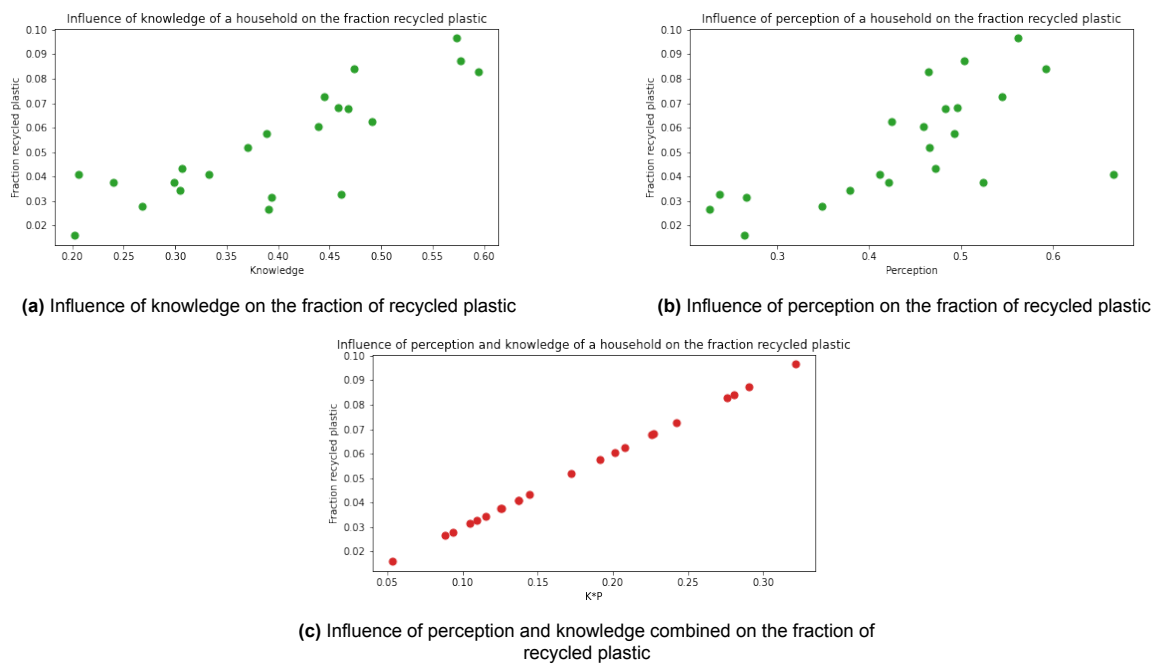 Influence of knowledge of a household on the fraction recycled plastic
0.10
0.09
0.08
0.07
0.06
0.05
0.04
0.03
0.02
Fraction recycled plastic
0.20 0.25 0.30 0.35 0.40 0.45 0.50 0.55 0.60
Knowledge
(a) Influence of knowledge on the fraction of recycled plastic
Influence of perception of a household on the fraction recycled plastic
0.10
0.09
0.08
0.07
0.06
0.05
0.04
0.03
0.02
Fraction recycled plastic
0.3 0.4 0.5 0.6
Perception
(b) Influence of perception on the fraction of recycled plastic
Influence of perception and knowledge of a household on the fraction recycled plastic
0.10
0.09
0.08
0.07
0.06
0.05
0.04
0.03
0.02
Fraction recycled plastic
0.05 0.10 0.15 0.20 0.25 0.30
K*P
(c) Influence of perception and knowledge combined on the fraction of
recycled plastic